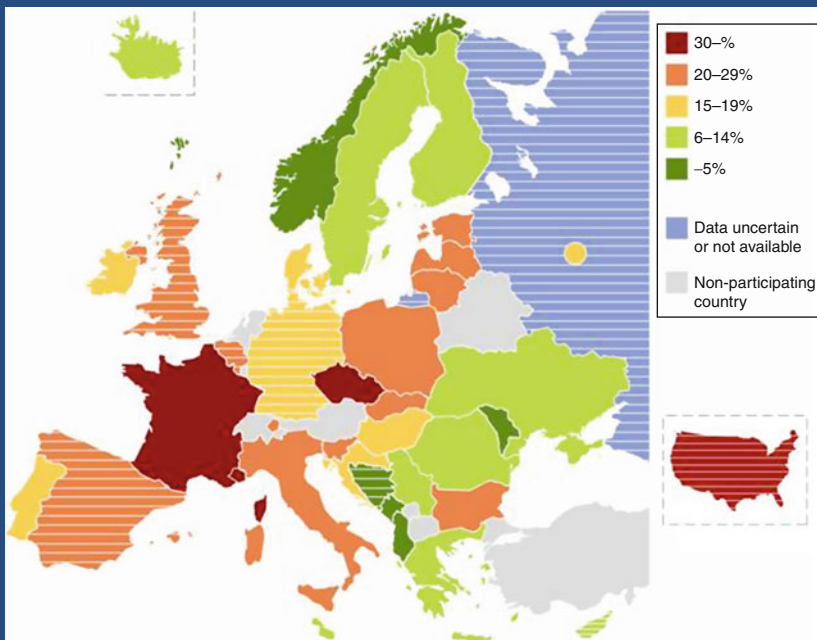 30–%
20–29%
15–19%
6–14%
–5%
Data uncertain
or not available
Non-participating
country